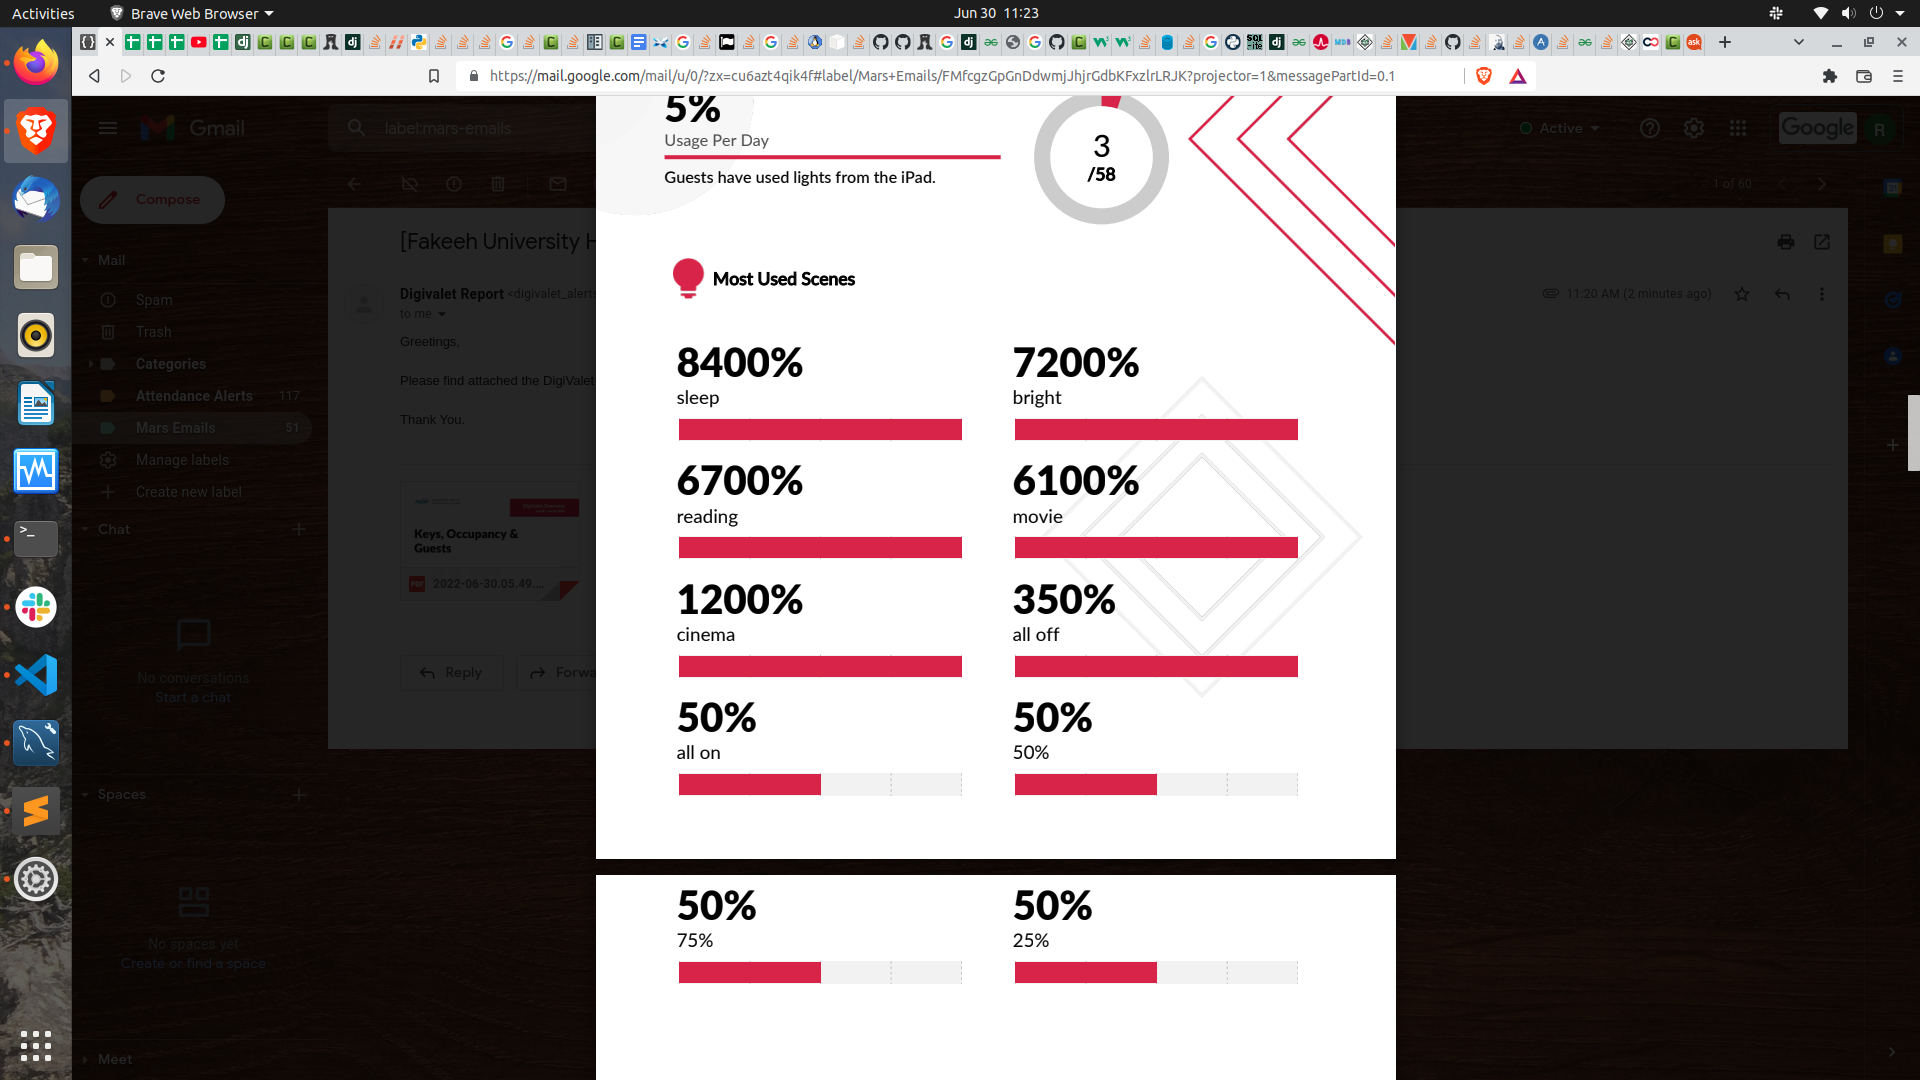 Activities
Brave Web Browser
Jun 30 11:23
https://mail.google.com/mail/u/0/?zx=cu6azt4qik4f#label/Mars+Emails/FMfcgzGpGnDdwmjJhjrGdbKFxzlrLRJK?projector=1&messagePartId=0.1
Gmail
label:mars-emails
Active
Google
R
Compose
1 of 60
Mail
Spam
Trash
Categories
Attendance Alerts 117
Mars Emails 51
Manage labels
Create new label
Chat
No conversations
Start a chat
Spaces
No spaces yet
Create or find a space
Meet
[Fakeeh University H
Digivalet Report <digivalet_alerts
to me
11:20 AM (2 minutes ago)
Greetings,
Please find attached the DigiValet
Thank You.
Keys, Occupancy &
Guests
PDF 2022-06-30.05.49....
Reply
Forwa
5%
Usage Per Day
Guests have used lights from the iPad.
3
/58
Most Used Scenes
8400%
sleep
7200%
bright
6700%
reading
6100%
movie
1200%
cinema
350%
all off
50%
all on
50%
50%
50%
75%
50%
25%